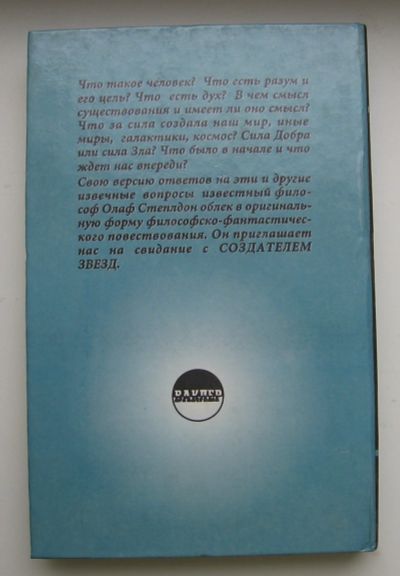 Что такое человек? Что есть разум и
его цель? Что есть дух? В чем смысл
существования и имеет ли оно смысл?
Что за сила создала наш мир, иные
миры, галактики, космос? Сила Добра
или сила Зла? Что было в начале и что
ждет нас впереди?
Свою версию ответов на эти и другие
извечные вопросы известный фило-
соф Олаф Степлдон облек в оригиналь-
ную форму философско-фантастичес-
кого повествования. Он приглашает
нас на свидание с СОЗДАТЕЛЕМ
ЗВЕЗД.